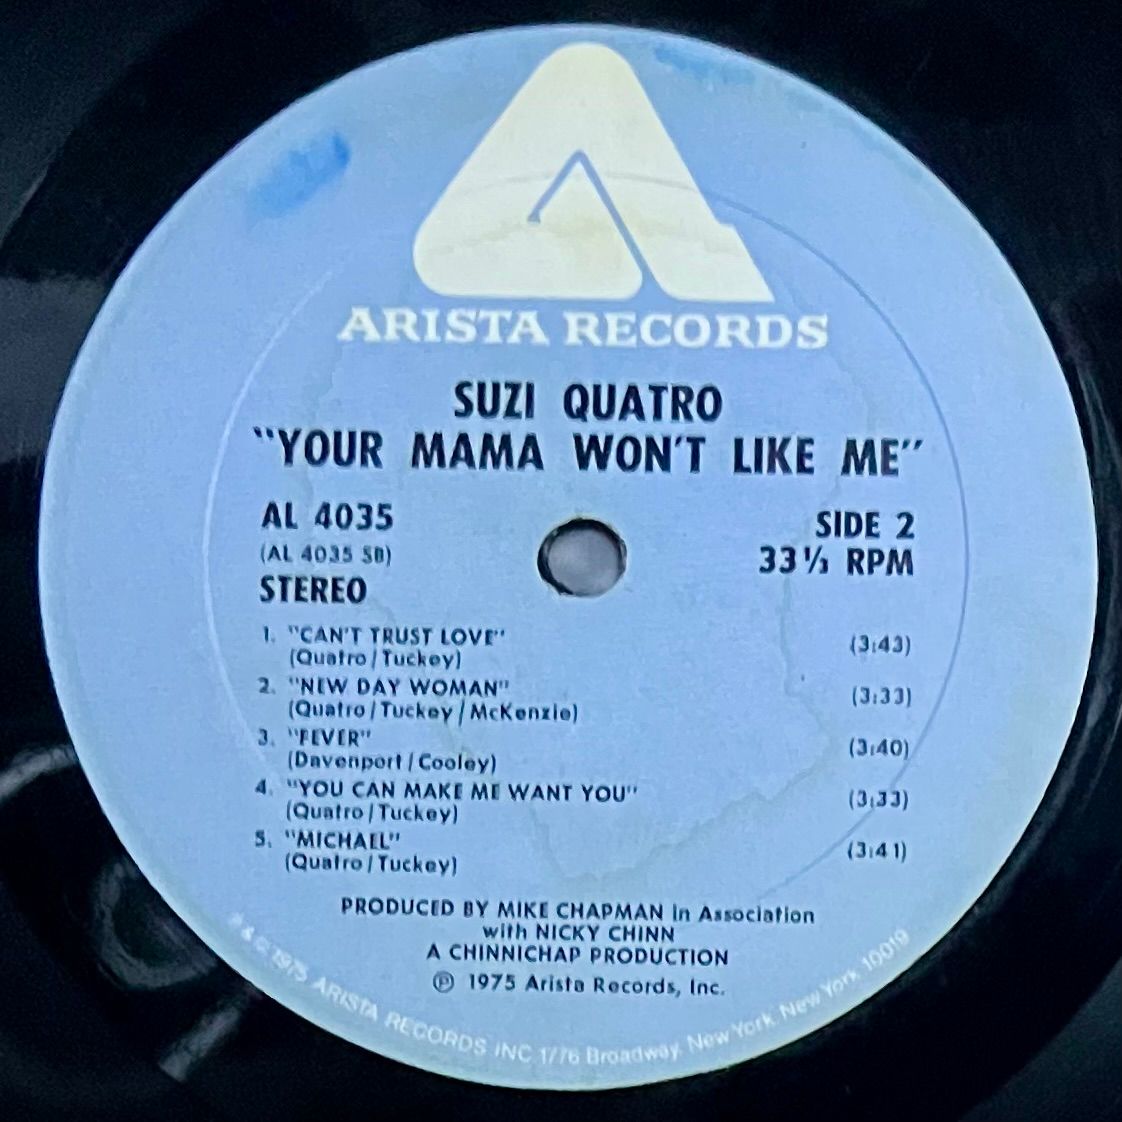 ARISTA RECORDS
SUZI QUATRO
"YOUR MAMA WON'T LIKE ME"
AL 4035
(AL 4035 SB)
STEREO
SIDE 2
33 1/3 RPM
1. "CAN'T TRUST LOVE" (3:43)
(Quatro/Tuckey)
2. "NEW DAY WOMAN" (3:33)
(Quatro/Tuckey/McKenzie)
3. "FEVER" (3:40)
(Davenport/Cooley)
4. "YOU CAN MAKE ME WANT YOU" (3:33)
(Quatro/Tuckey)
5. "MICHAEL" (3:41)
(Quatro/Tuckey)
PRODUCED BY MIKE CHAPMAN in Association
with NICKY CHINN
A CHINNICHAP PRODUCTION
℗ 1975 Arista Records, Inc.
& © 1975 ARISTA RECORDS INC 1776 Broadway, New York, New York 10019